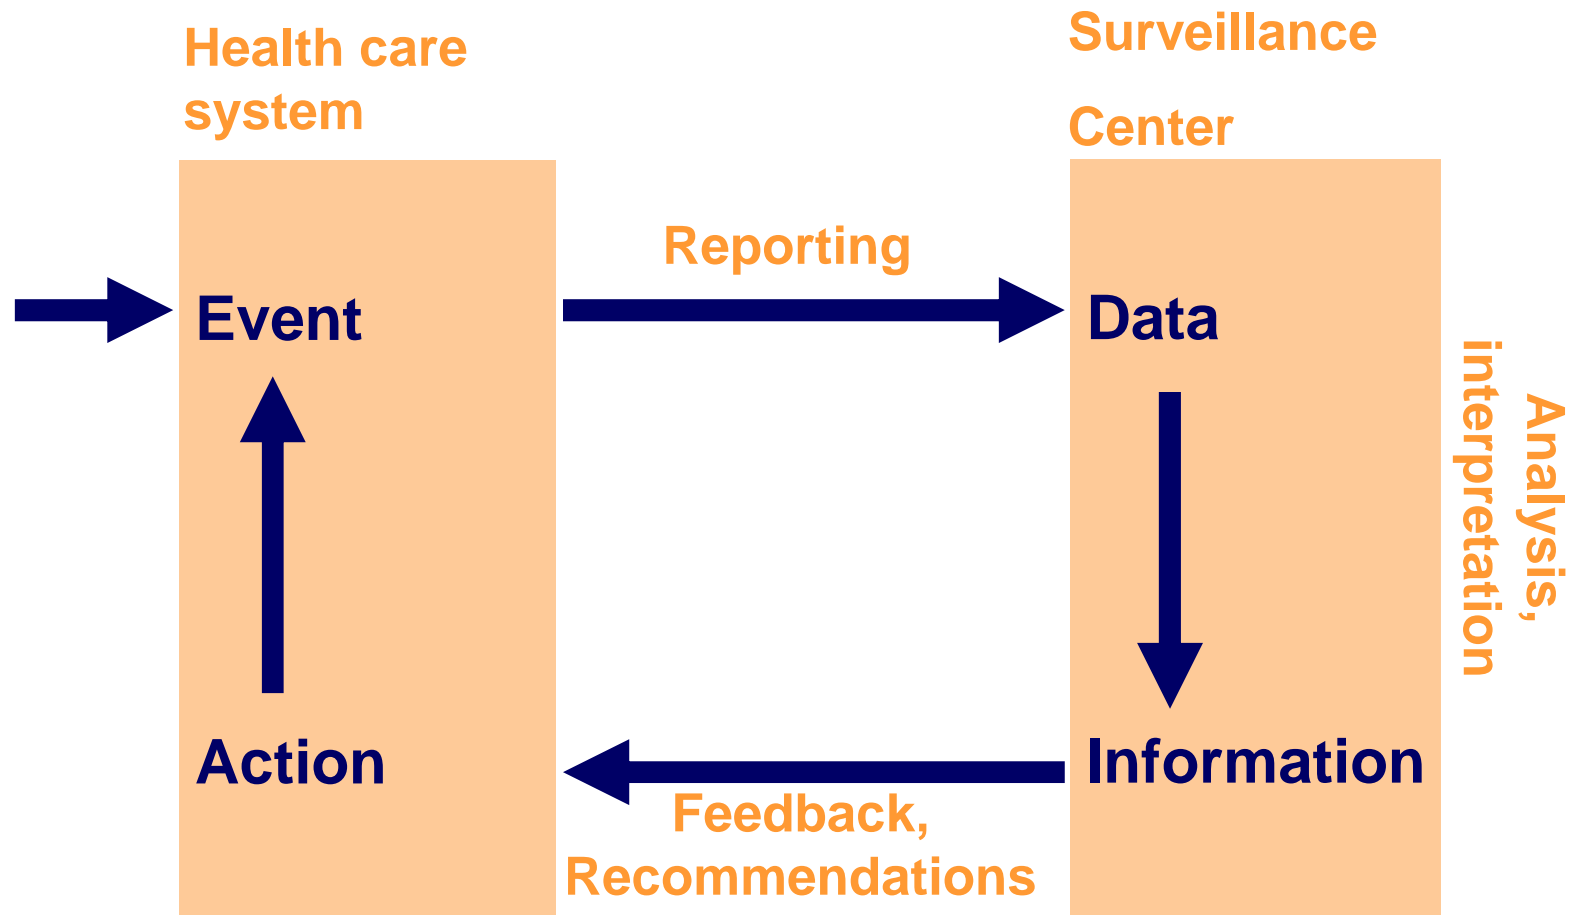 Health care
system
Surveillance
Center
Reporting
Event
Data
Analysis,
interpretation
Action
Information
Feedback,
Recommendations